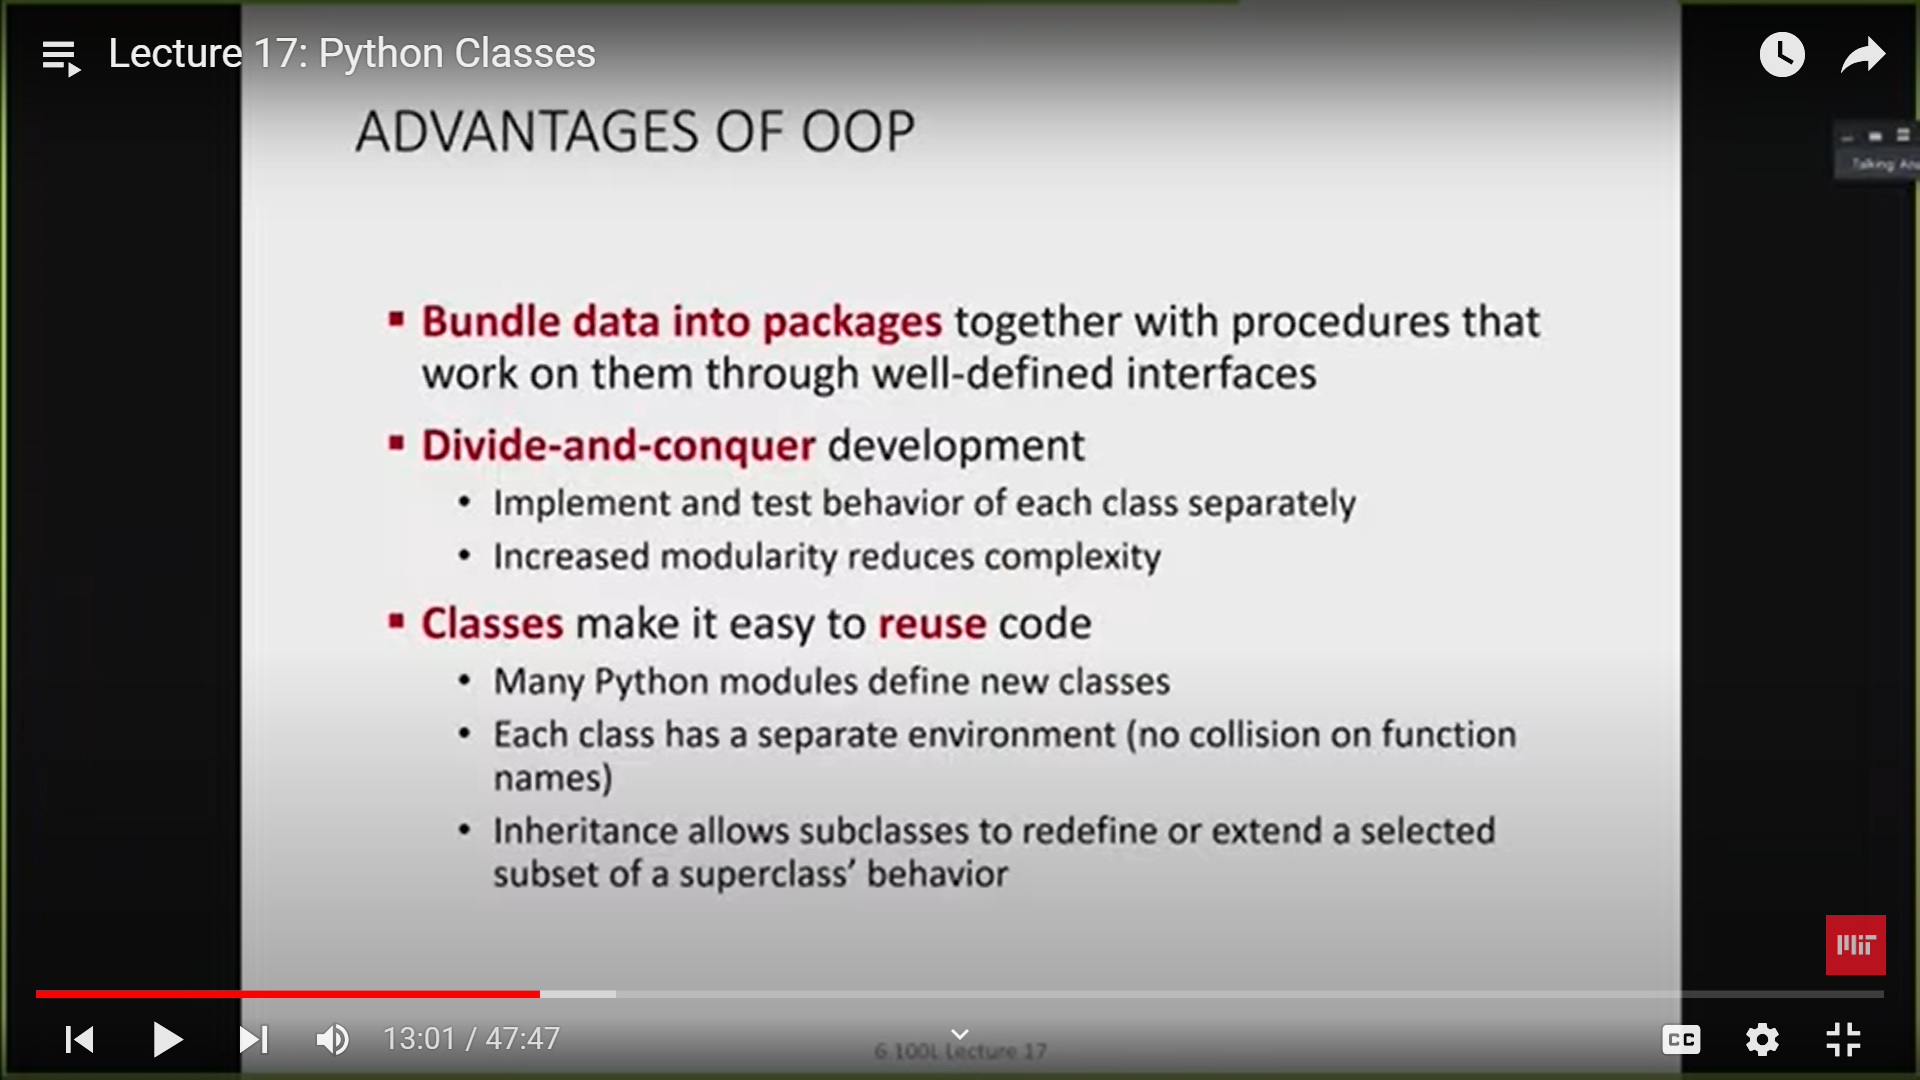 Lecture 17: Python Classes
ADVANTAGES OF OOP
Talking:
▪ Bundle data into packages together with procedures that
work on them through well-defined interfaces
▪ Divide-and-conquer development
• Implement and test behavior of each class separately
• Increased modularity reduces complexity
▪ Classes make it easy to reuse code
• Many Python modules define new classes
• Each class has a separate environment (no collision on function
names)
• Inheritance allows subclasses to redefine or extend a selected
subset of a superclass’ behavior
MIT
13:01 / 47:47
CC
6.100L Lecture 17